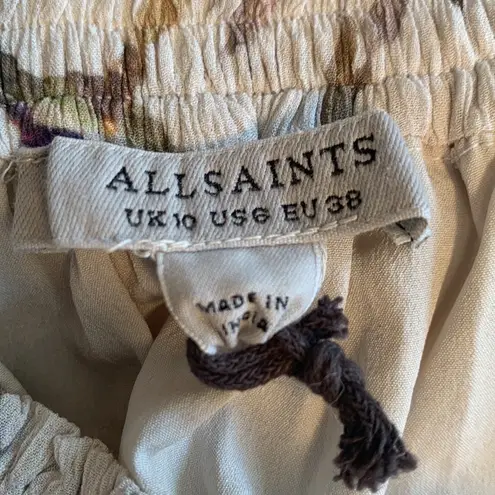 ALLSAINTS
UK 10 US 6 EU 38
MADE IN
INDIA